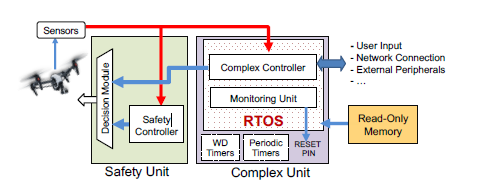 Sensors
Decision Module
Safety
Controller
Safety Unit
Complex Controller
Monitoring Unit
RTOS
WD
Timers
Periodic
Timers
RESET
PIN
Complex Unit
- User Input
- Network Connection
- External Peripherals
- ...
Read-Only
Memory